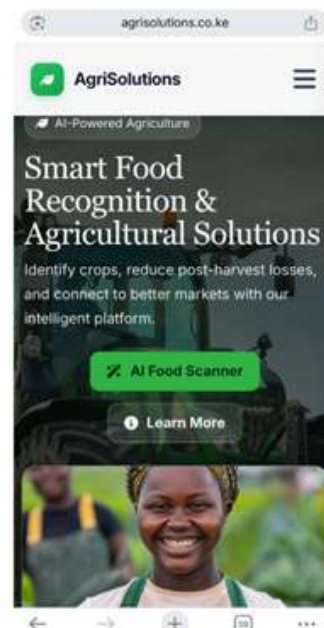 agrisolutions.co.ke
AgriSolutions
AI-Powered Agriculture
Smart Food
Recognition &
Agricultural Solutions
Identify crops, reduce post-harvest losses,
and connect to better markets with our
intelligent platform.
AI Food Scanner
Learn More